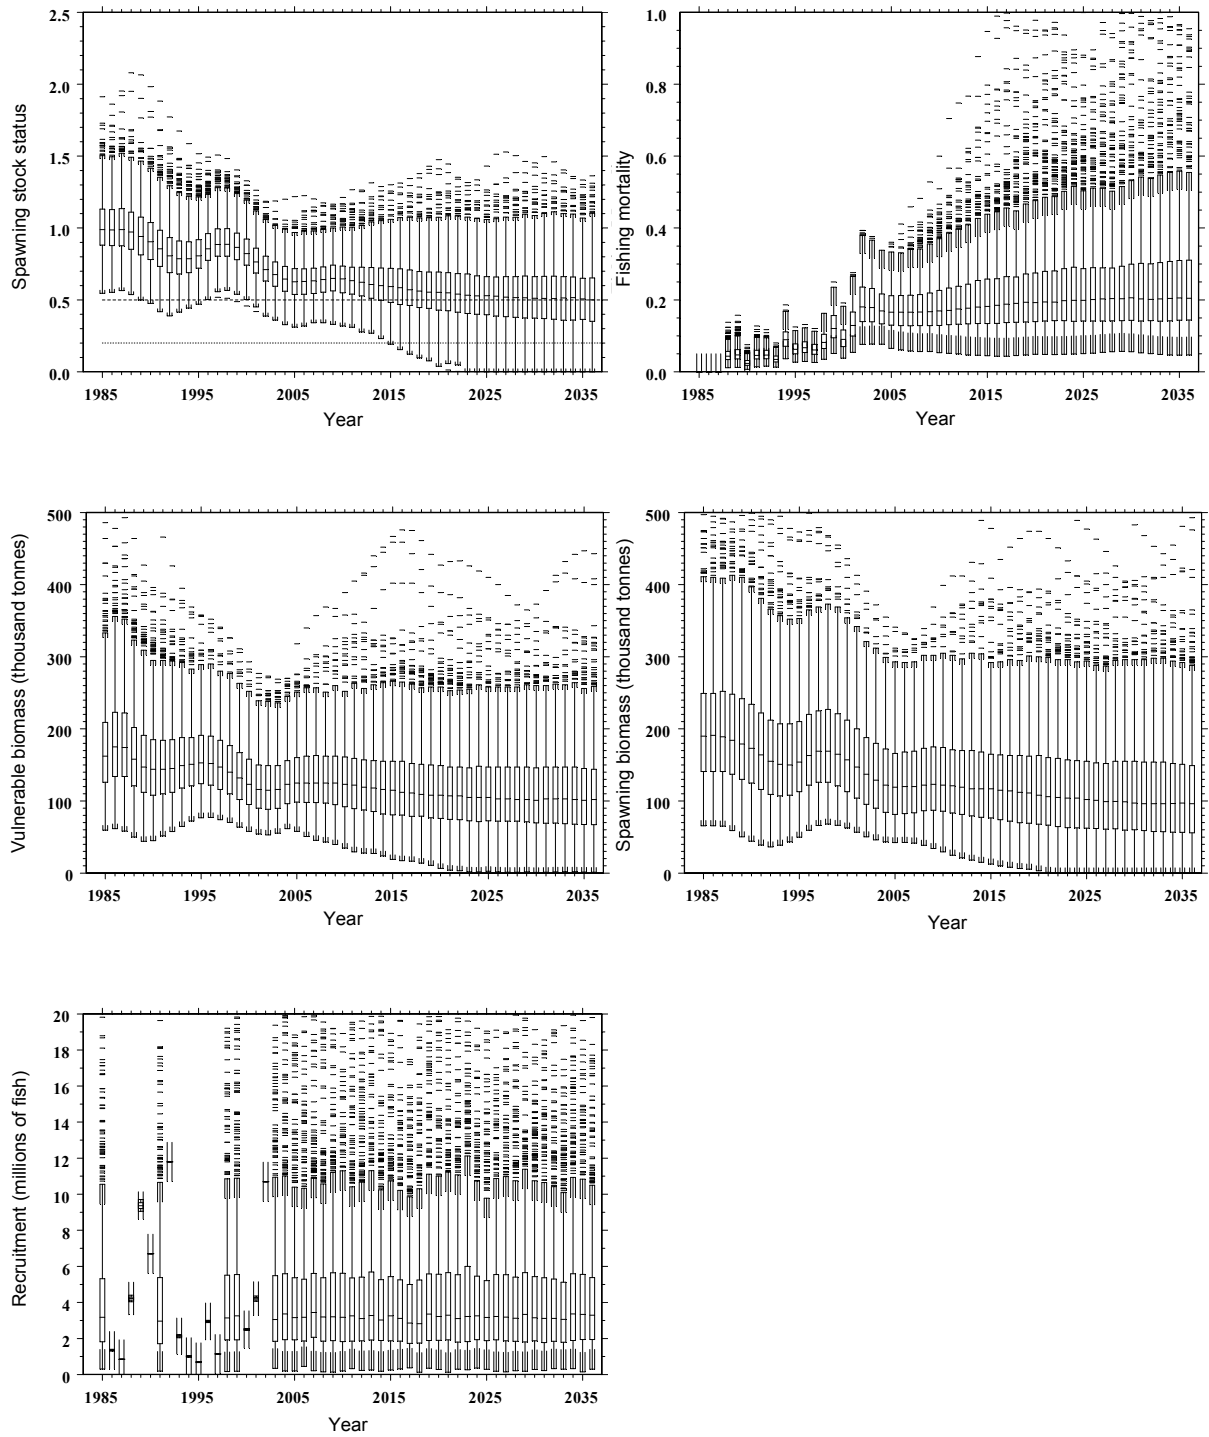 Spawning stock status
2.5
2.0
1.5
1.0
0.5
0.0
1985 1995 2005 2015 2025 2035
Year
Fishing mortality
1.0
0.8
0.6
0.4
0.2
0.0
1985 1995 2005 2015 2025 2035
Year
Vulnerable biomass (thousand tonnes)
500
400
300
200
100
0
1985 1995 2005 2015 2025 2035
Year
Spawning biomass (thousand tonnes)
500
400
300
200
100
0
1985 1995 2005 2015 2025 2035
Year
Recruitment (millions of fish)
20
18
16
14
12
10
8
6
4
2
0
1985 1995 2005 2015 2025 2035
Year